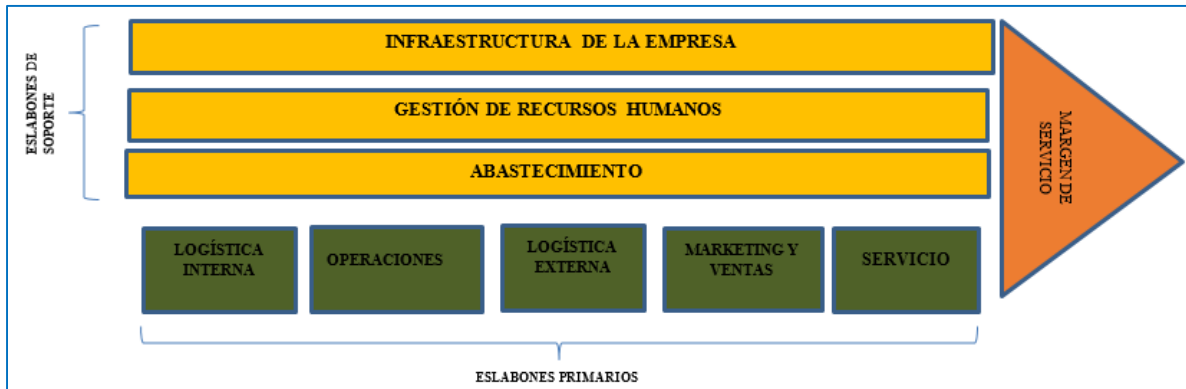 ESLABONES DE
SOPORTE
INFRAESTRUCTURA DE LA EMPRESA
GESTIÓN DE RECURSOS HUMANOS
ABASTECIMIENTO
MARGEN DE
SERVICIO
LOGÍSTICA
INTERNA
OPERACIONES
LOGÍSTICA
EXTERNA
MARKETING Y
VENTAS
SERVICIO
ESLABONES PRIMARIOS